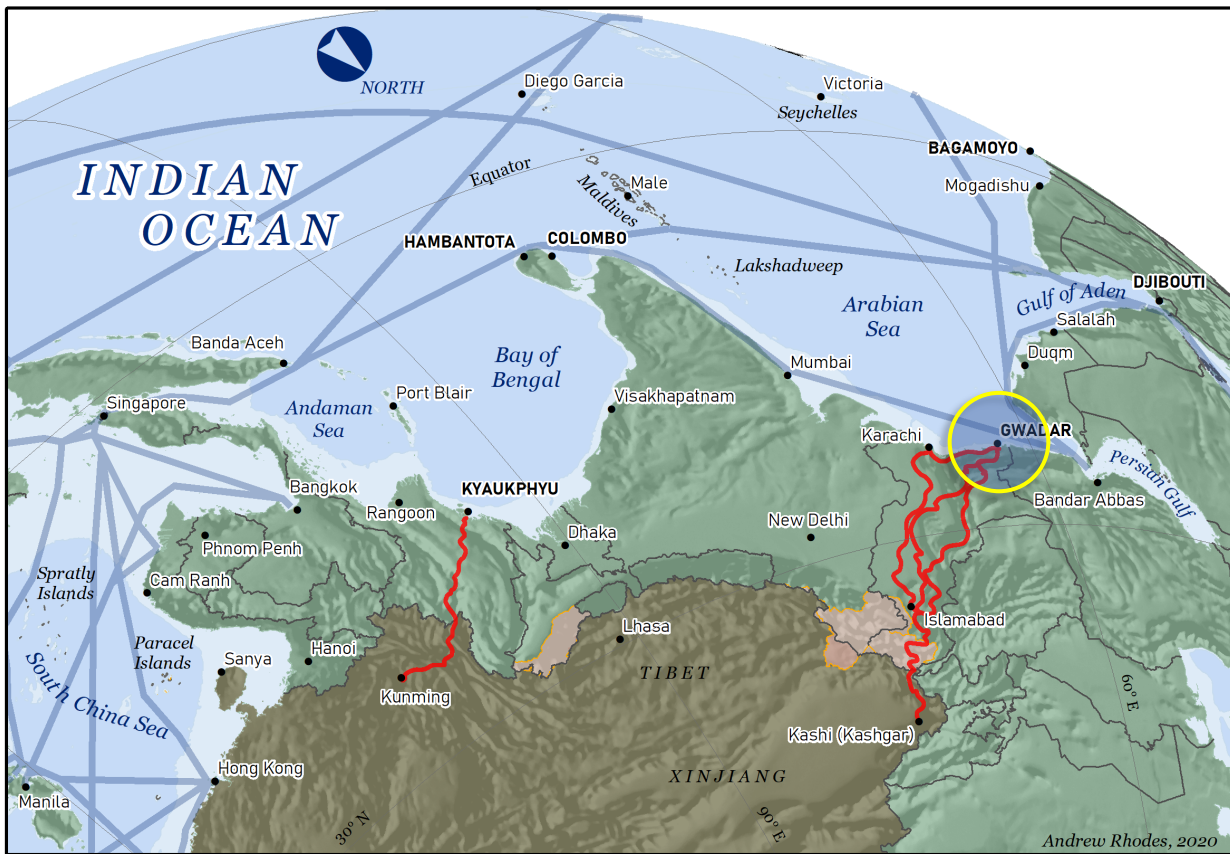 NORTH
Diego Garcia
Victoria
Seychelles
BAGAMOYO
Mogadishu
Equator
INDIAN
OCEAN
Male
Maldives
HAMBANTOTA
COLOMBO
Lakshadweep
DJIBOUTI
Gulf of Aden
Arabian
Sea
Salalah
Duqm
Banda Aceh
Bay of
Bengal
Mumbai
Port Blair
Visakhapatnam
Singapore
Andaman
Sea
Karachi
GWADAR
Persian Gulf
Bandar Abbas
Bangkok
Rangoon
KYAUKPHYU
Dhaka
New Delhi
Phnom Penh
Cam Ranh
Spratly
Islands
Islamabad
Lhasa
Paracel
Islands
Sanya
Hanoi
TIBET
Kunming
South China Sea
60° E
Kashi (Kashgar)
Hong Kong
XINJIANG
Manila
30° N
90° E
Andrew Rhodes, 2020